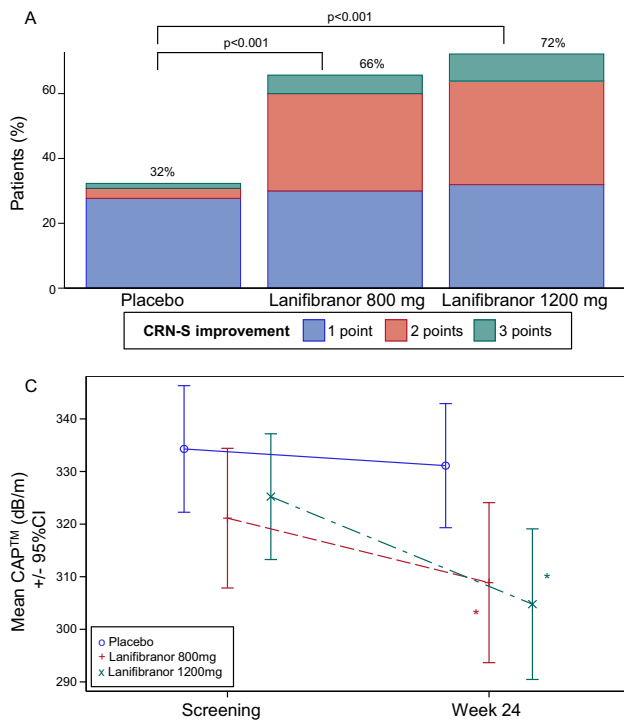 A
p<0.001
p<0.001
72%
66%
32%
Patients (%)
60
40
20
0
Placebo
Lanifibranor 800 mg
Lanifibranor 1200 mg
CRN-S improvement
1 point
2 points
3 points
C
Mean CAP™ (dB/m)
+/- 95%CI
340
330
320
310
300
290
*
*
o Placebo
+ Lanifibranor 800mg
x Lanifibranor 1200mg
Screening
Week 24